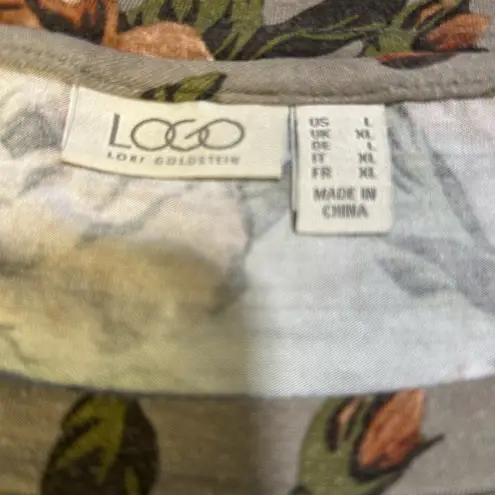 LOGO
LORI GOLDSTEIN
US L
UK XL
DE L
IT XL
FR XL
MADE IN
CHINA